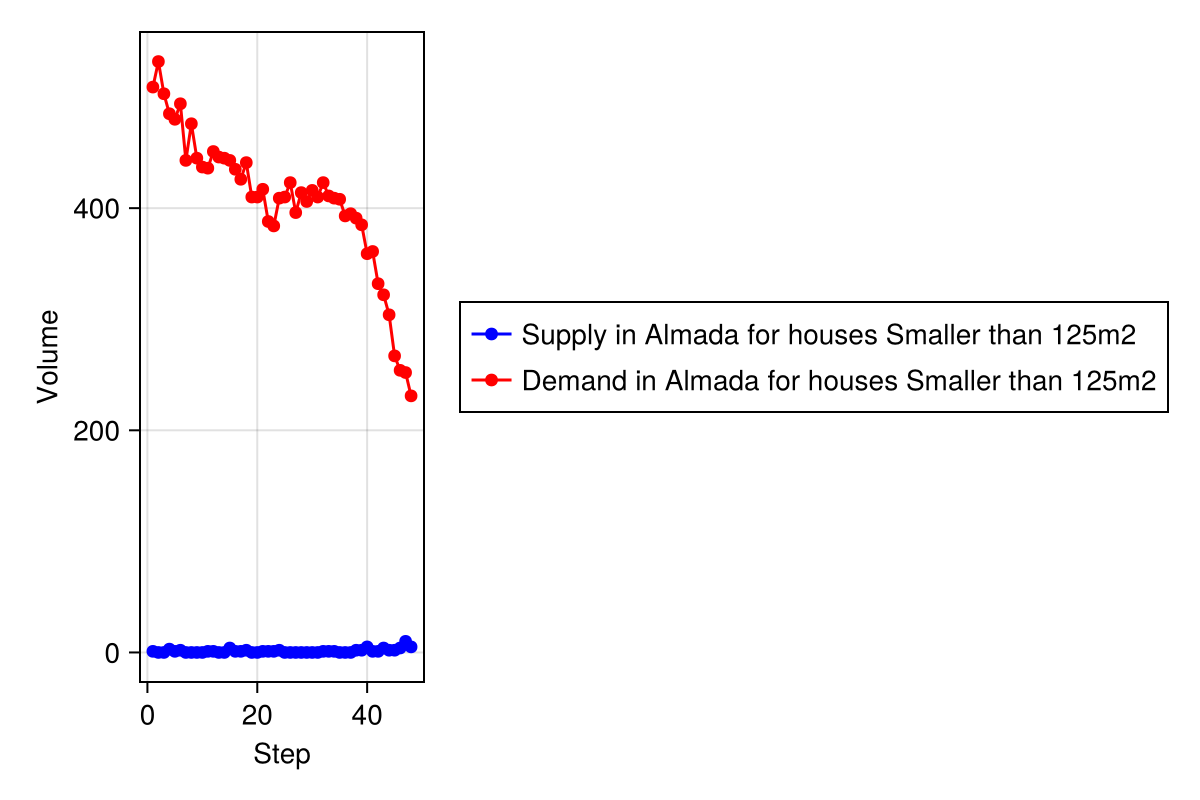 Volume
400
200
0
0 20 40
Step
Supply in Almada for houses Smaller than 125m2
Demand in Almada for houses Smaller than 125m2